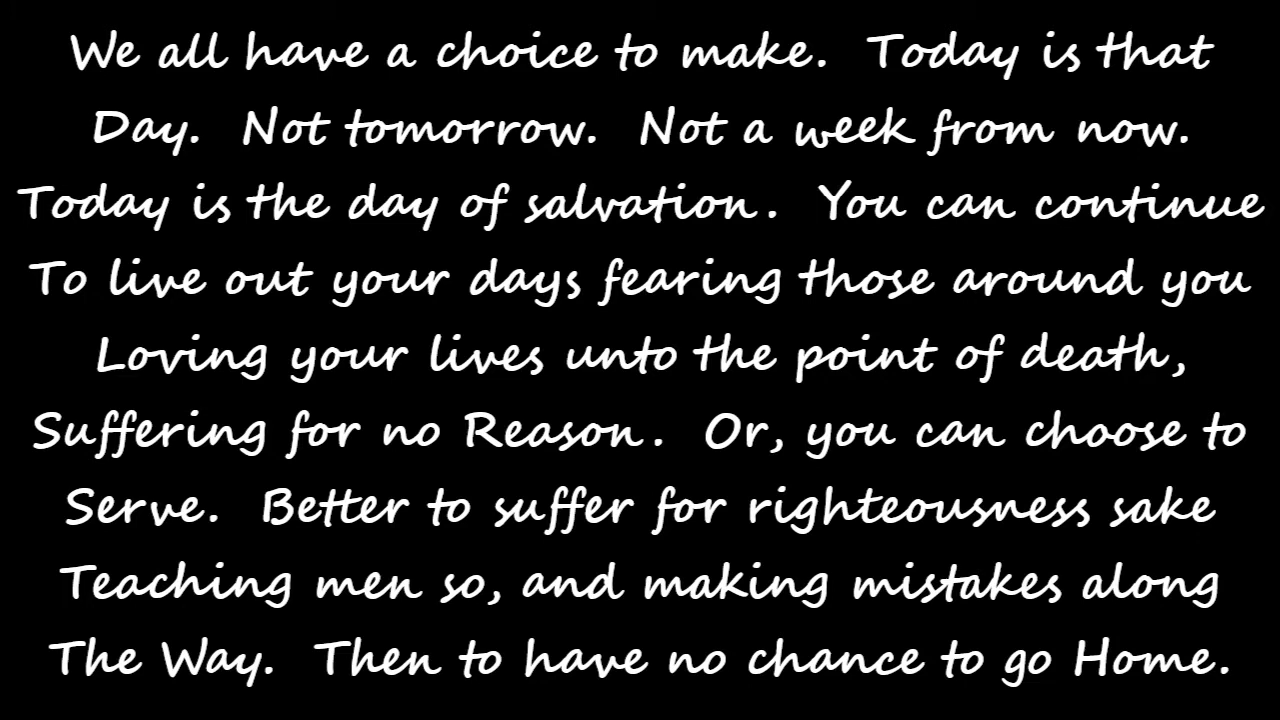 We all have a choice to make. Today is that
Day. Not tomorrow. Not a week from now.
Today is the day of salvation. You can continue
To live out your days fearing those around you
Loving your lives unto the point of death,
Suffering for no Reason. Or, you can choose to
Serve. Better to suffer for righteousness sake
Teaching men so, and making mistakes along
The Way. Then to have no chance to go Home.